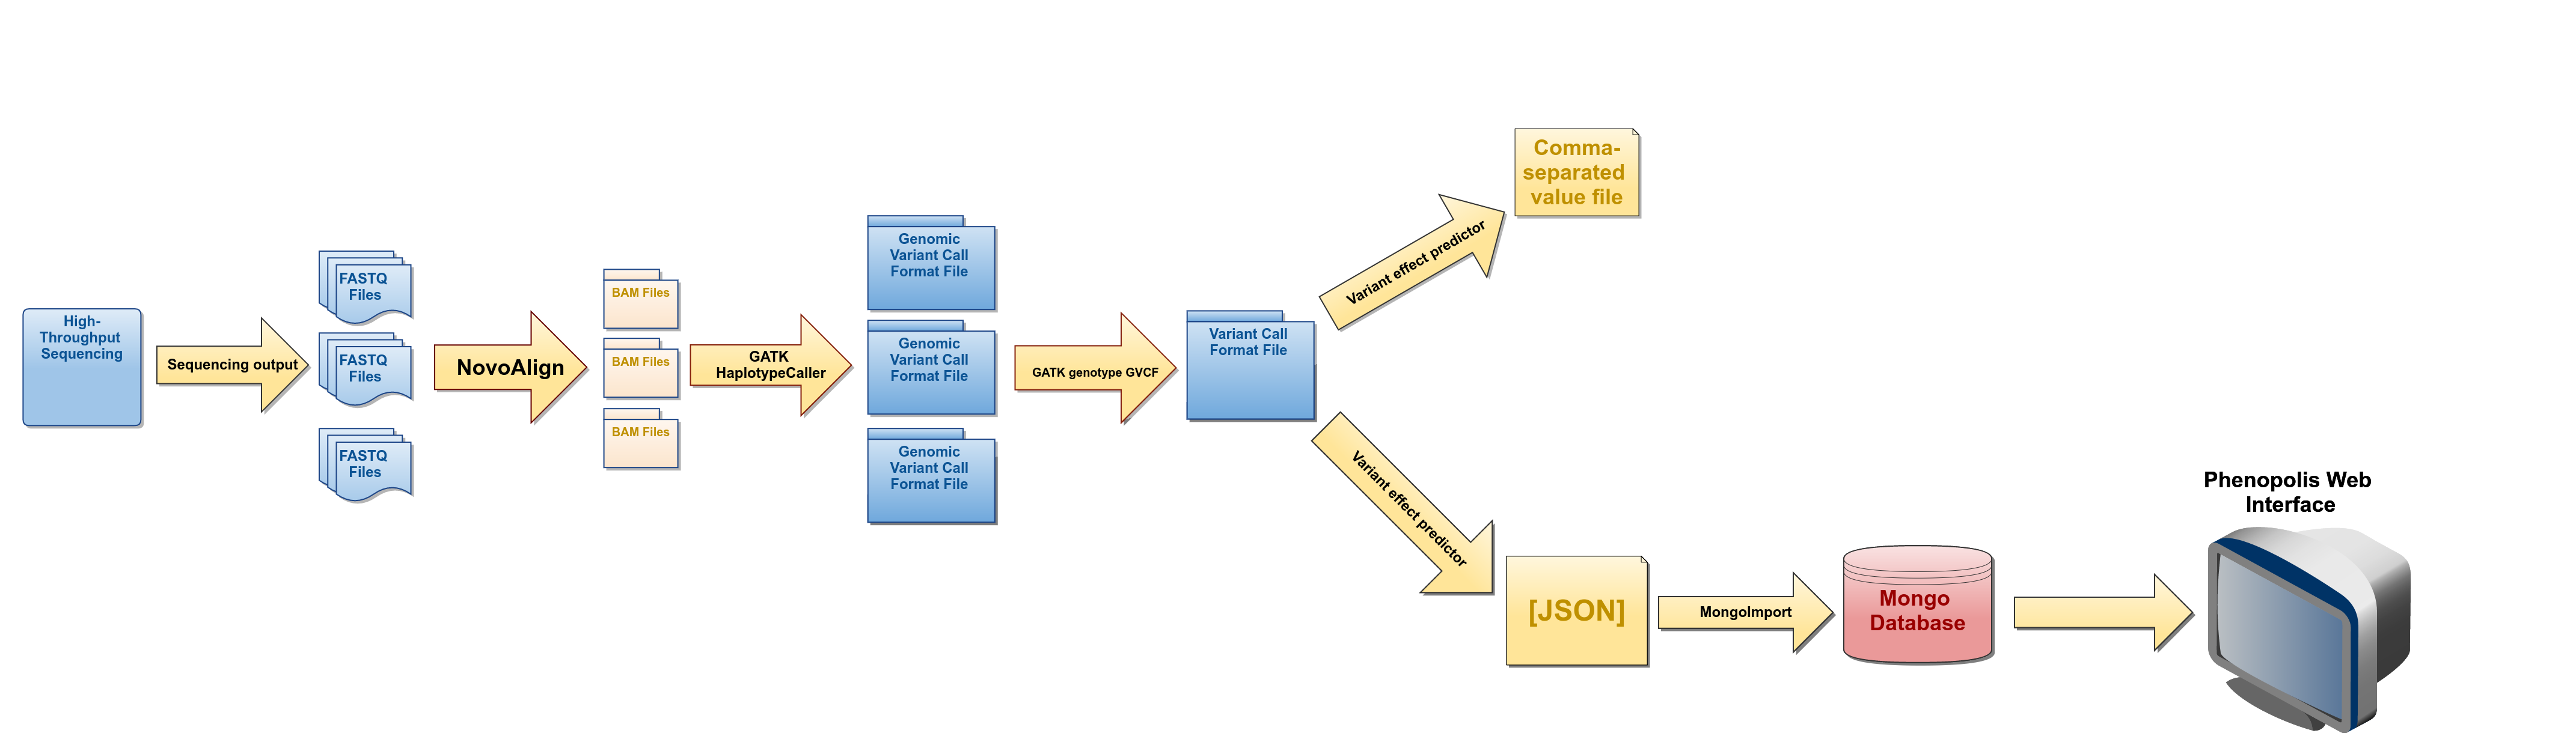 High-
Throughput
Sequencing
Sequencing output
FASTQ
Files
FASTQ
Files
FASTQ
Files
NovoAlign
BAM Files
BAM Files
BAM Files
GATK
HaplotypeCaller
Genomic
Variant Call
Format File
Genomic
Variant Call
Format File
Genomic
Variant Call
Format File
GATK genotype GVCF
Variant Call
Format File
Variant effect predictor
Comma-
separated
value file
Variant effect predictor
[JSON]
MongoImport
Mongo
Database
Phenopolis Web
Interface